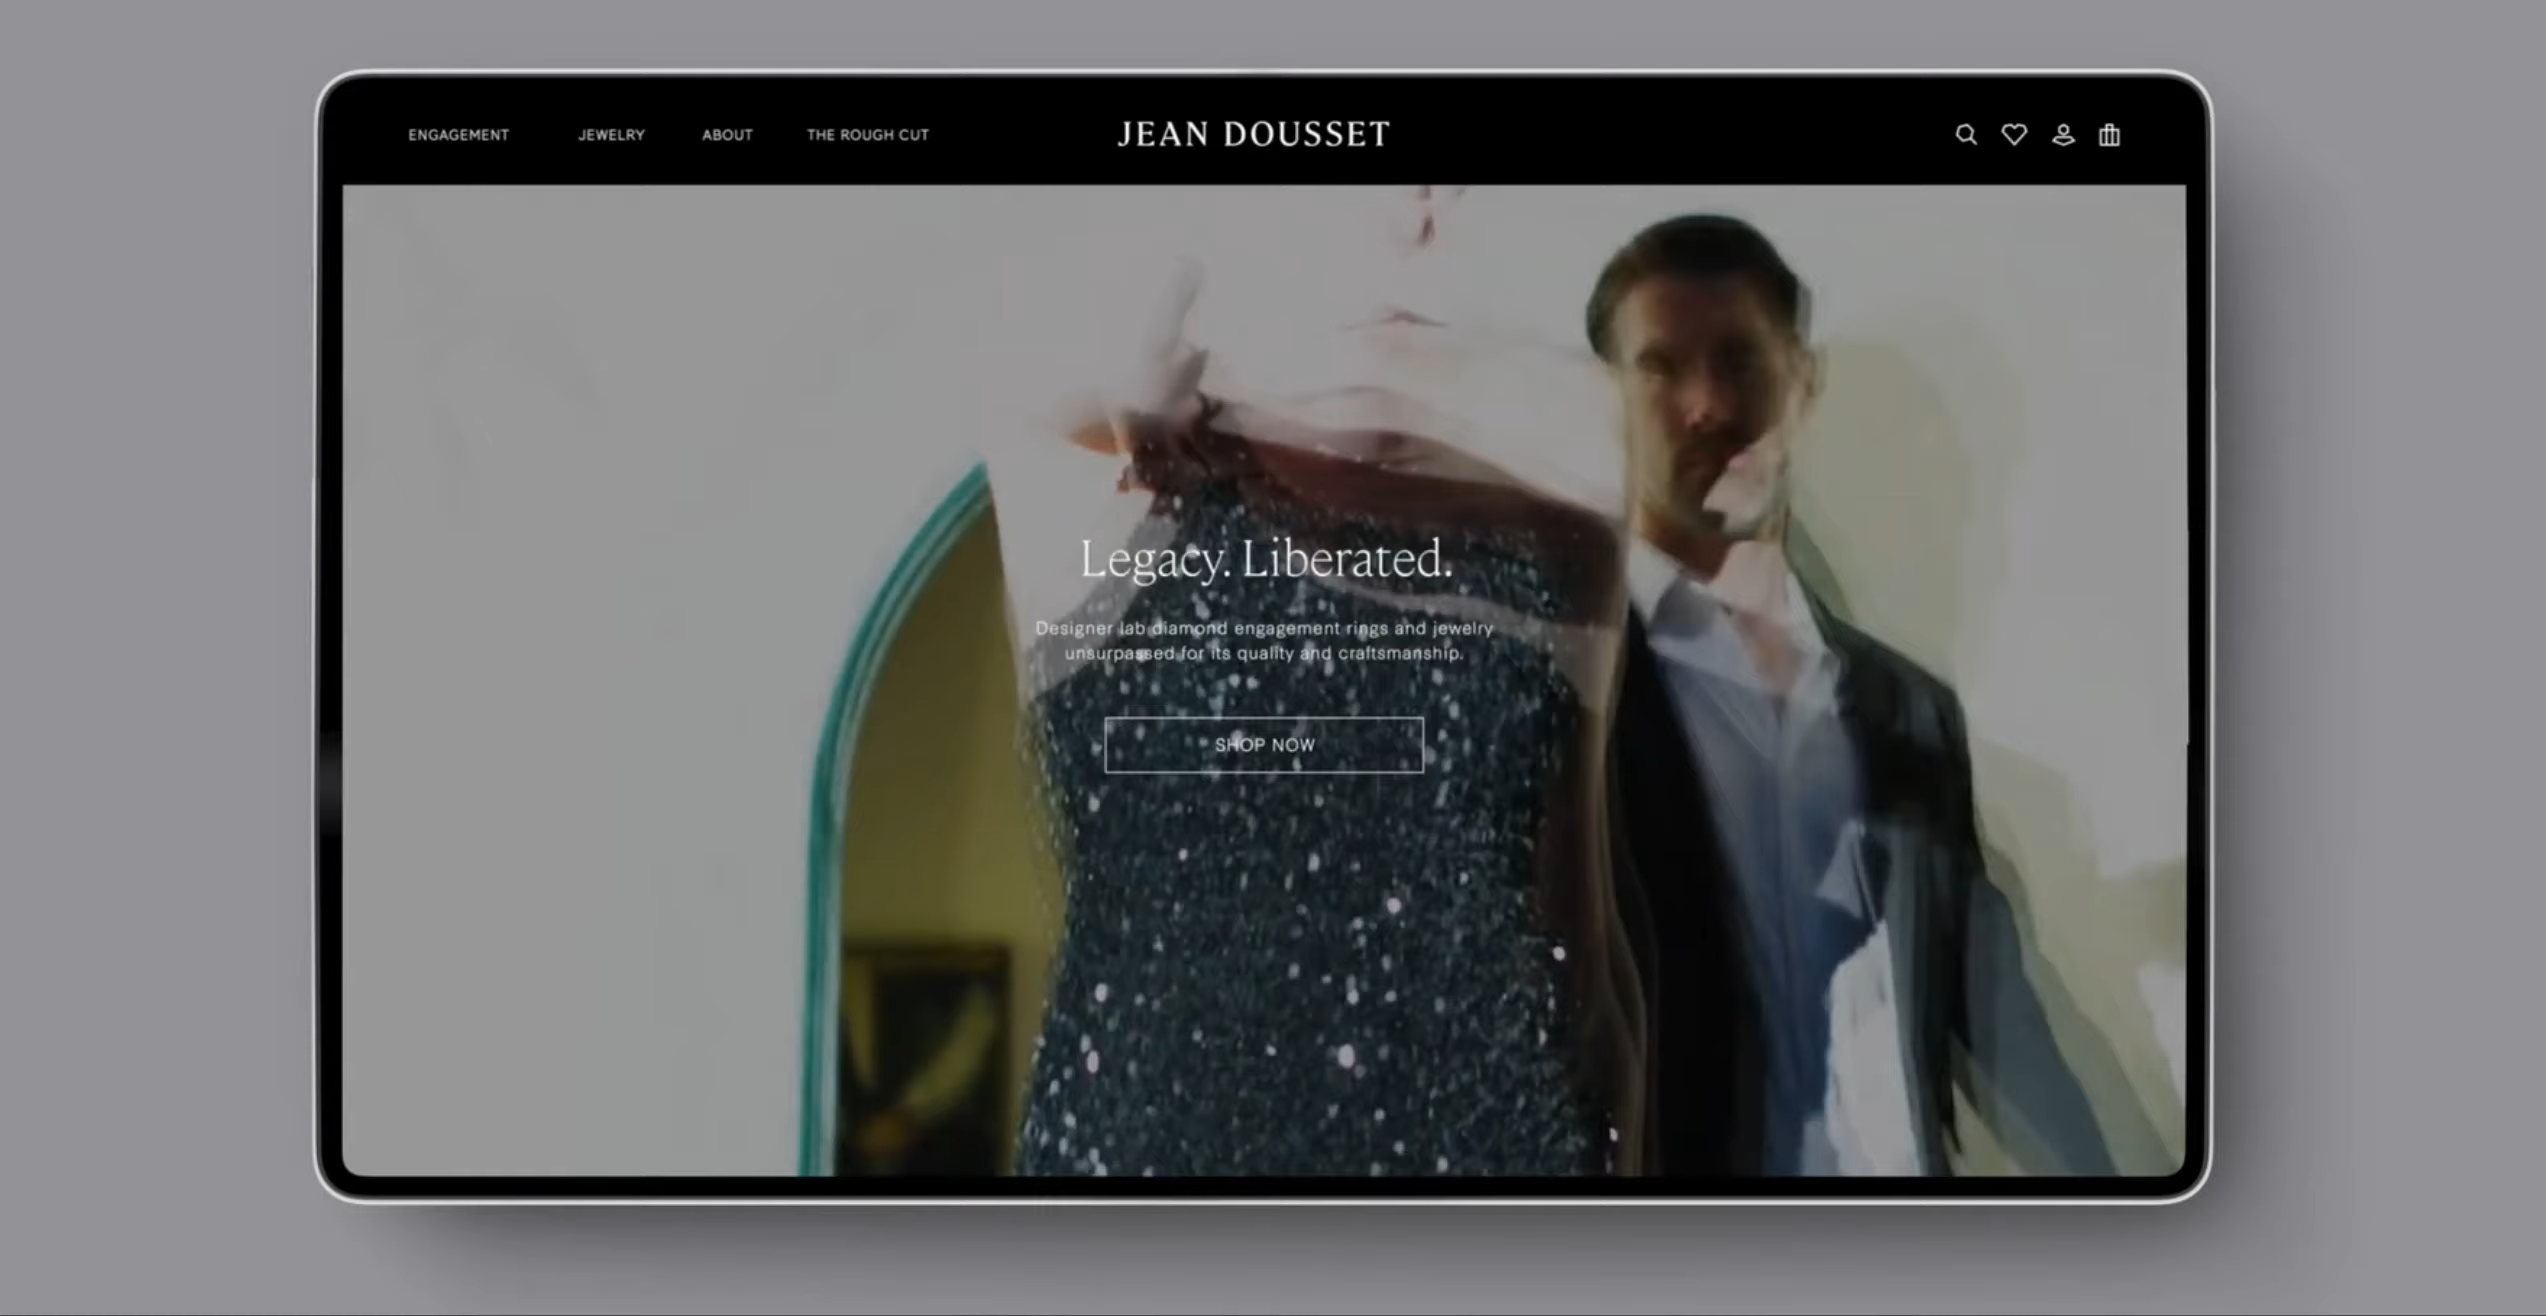 ENGAGEMENT
JEWELRY
ABOUT
THE ROUGH CUT
JEAN DOUSSET
Legacy. Liberated.
Designer lab diamond engagement rings and jewelry
unsurpassed for its quality and craftsmanship.
SHOP NOW